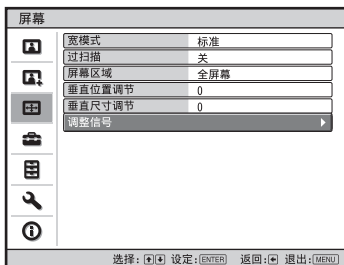 屏幕
宽模式 标准
过扫描 关
屏幕区域 全屏幕
垂直位置调节 0
垂直尺寸调节 0
调整信号
选择: 设定:ENTER 返回: 退出:MENU